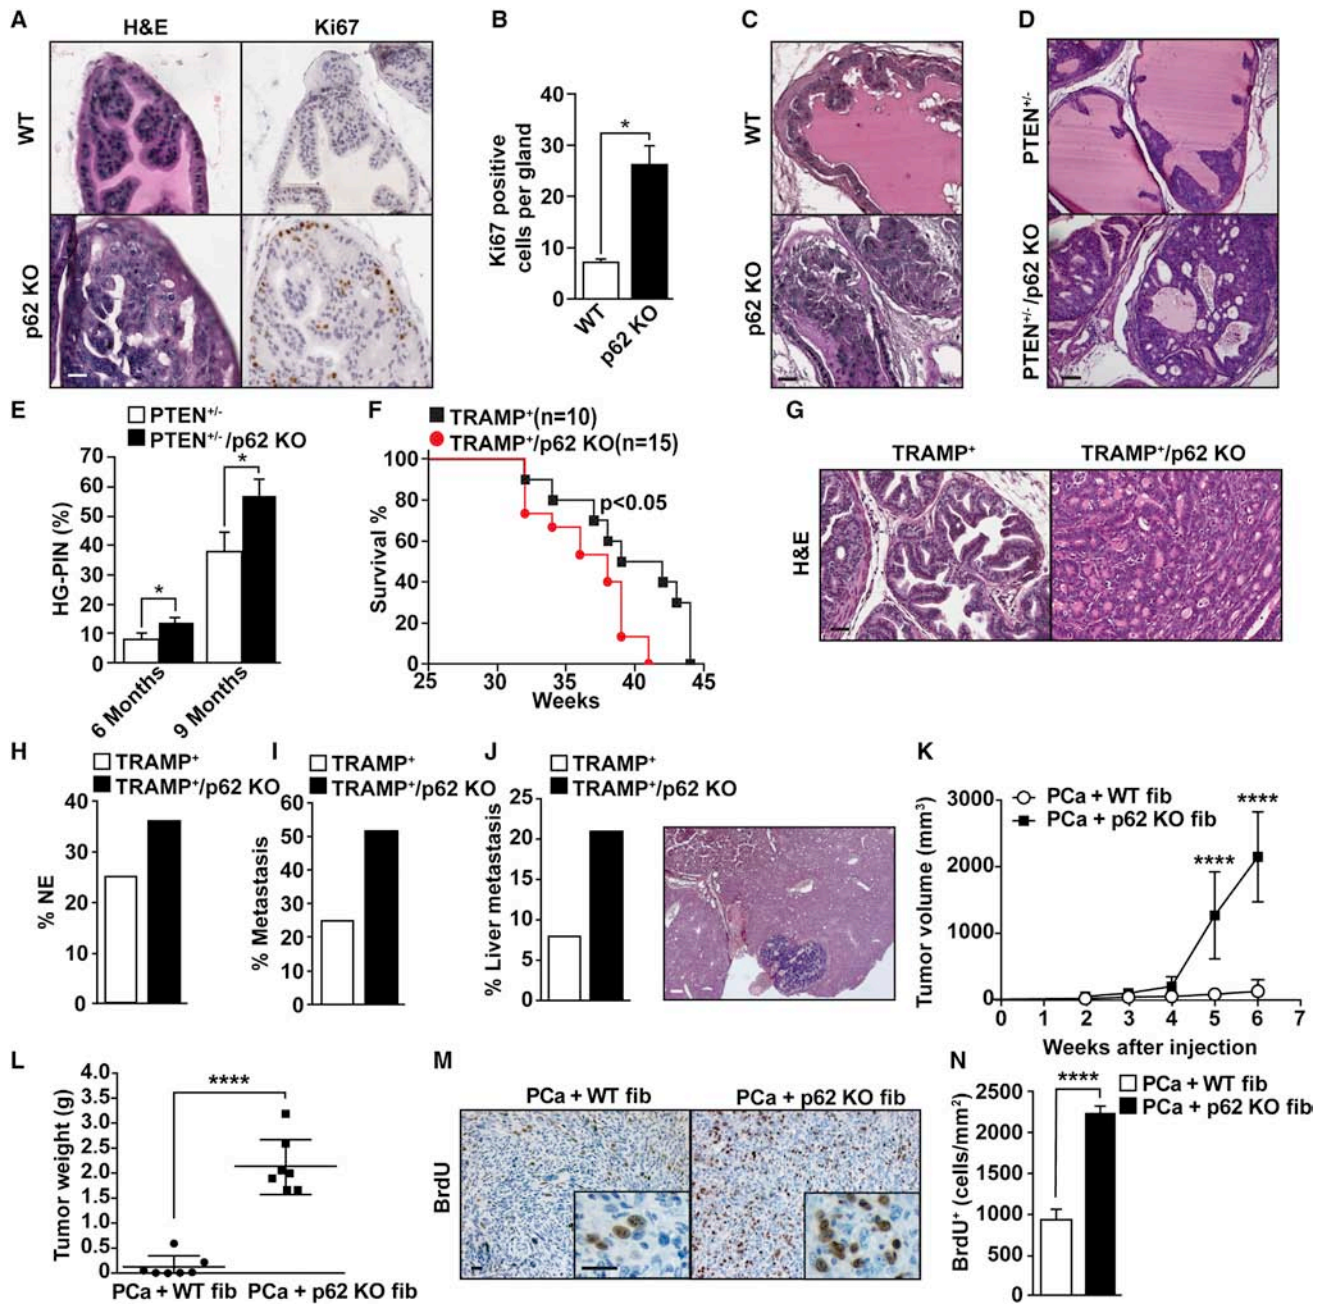 A
H&E
Ki67
WT
p62 KO
B
Ki67 positive
cells per gland
40
30
20
10
0
*
WT
p62 KO
C
WT
p62 KO
D
PTEN+/-
PTEN+/-/p62 KO
E
PTEN+/-
PTEN+/-/p62 KO
HG-PIN (%)
70
60
50
40
30
20
10
0
*
*
6 Months
9 Months
F
TRAMP+(n=10)
TRAMP+/p62 KO(n=15)
Survival %
100
80
60
40
20
0
p<0.05
25
30
35
40
45
Weeks
G
TRAMP+
TRAMP+/p62 KO
H&E
H
TRAMP+
TRAMP+/p62 KO
% NE
40
30
20
10
0
I
TRAMP+
TRAMP+/p62 KO
% Metastasis
60
50
40
30
20
10
0
J
TRAMP+
TRAMP+/p62 KO
% Liver metastasis
25
20
15
10
5
0
K
PCa + WT fib
PCa + p62 KO fib
Tumor volume (mm3)
3000
2000
1000
0
****
****
0 1 2 3 4 5 6 7
Weeks after injection
L
Tumor weight (g)
4.0
3.5
3.0
2.5
2.0
1.5
1.0
0.5
0
****
PCa + WT fib
PCa + p62 KO fib
M
PCa + WT fib
PCa + p62 KO fib
BrdU
N
PCa + WT fib
PCa + p62 KO fib
BrdU+ (cells/mm2)
2500
2000
1500
1000
500
0
****